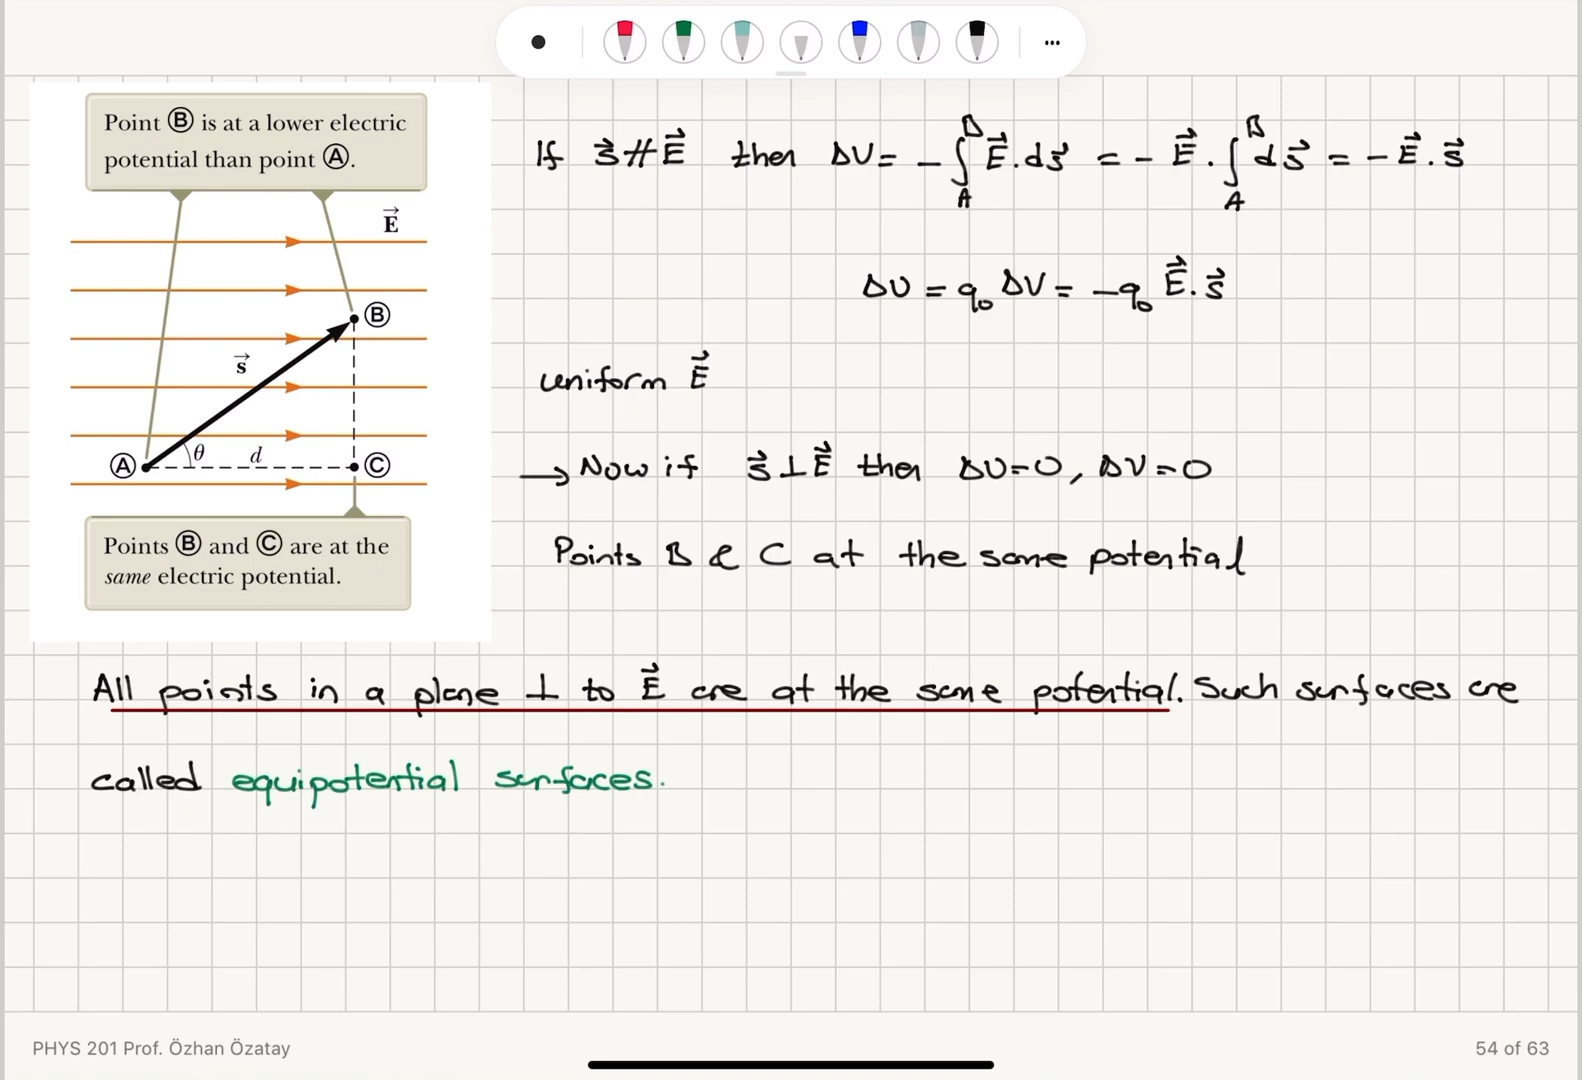 Point Ⓑ is at a lower electric
potential than point Ⓐ.
E⃗
Ⓑ
s⃗
θ
d
Ⓐ
Ⓒ
Points Ⓑ and Ⓒ are at the
same electric potential.
If s⃗ ∦ E⃗ then ΔV = - ∫_A^B E⃗ . ds⃗ = - E⃗ . ∫_A^B ds⃗ = - E⃗ . s⃗
ΔU = q₀ ΔV = -q₀ E⃗ . s⃗
uniform E⃗
→ Now if s⃗ ⊥ E⃗ then ΔU=0, ΔV=0
Points B & C at the same potential
All points in a plane ⊥ to E⃗ are at the same potential. Such surfaces are
called equipotential surfaces.
PHYS 201 Prof. Özhan Özatay
54 of 63